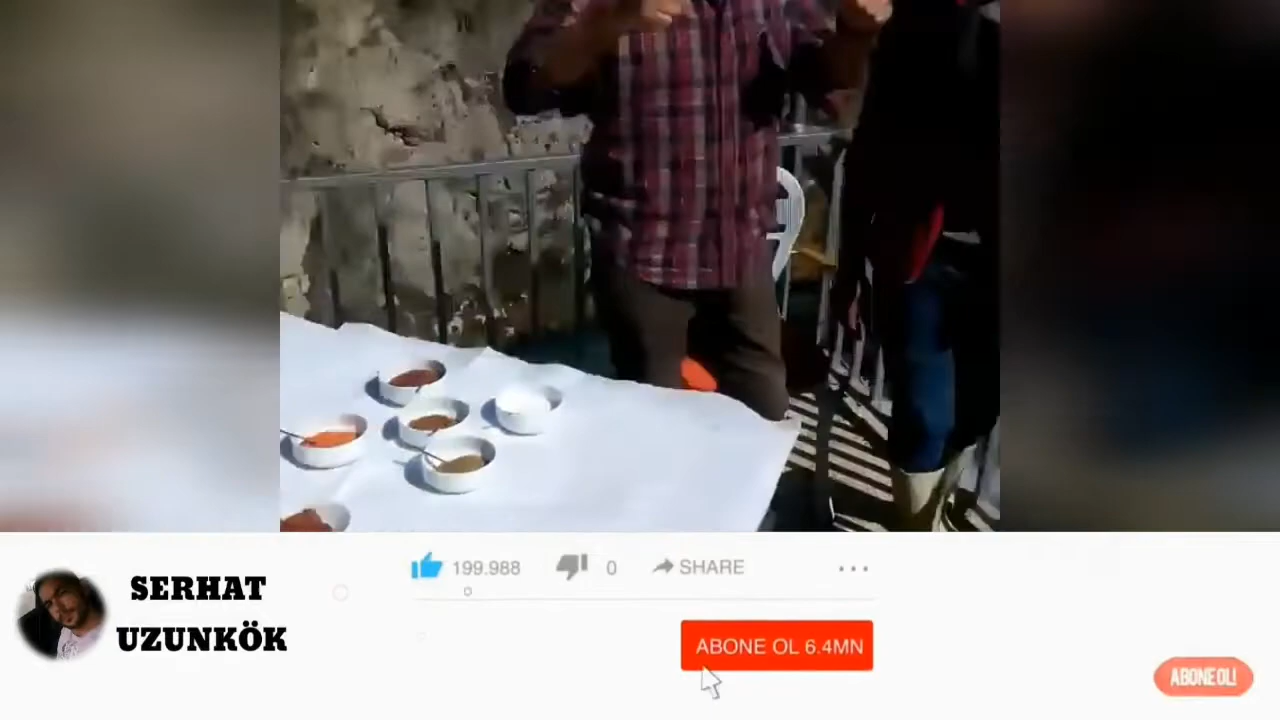 SERHAT
UZUNKÖK
199.988
0
SHARE
ABONE OL 6.4MN
ABONE OL!